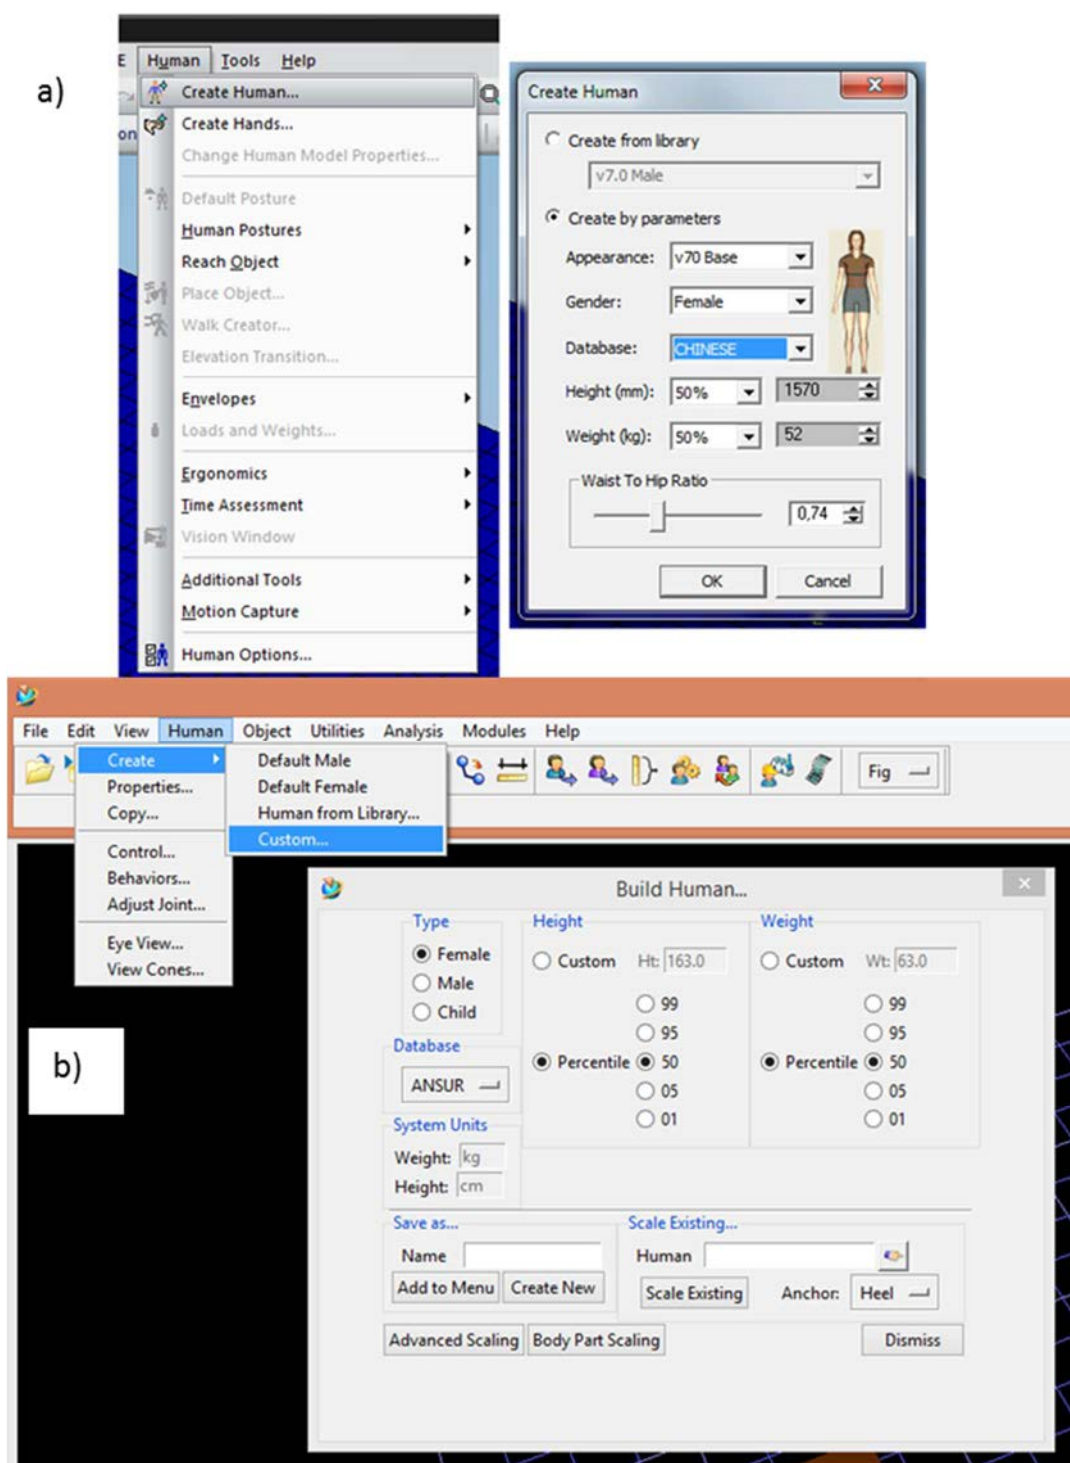 a)
E Human Tools Help
Create Human...
Create Hands...
on
Change Human Model Properties...
Default Posture
Human Postures
Reach Object
Place Object...
Walk Creator...
Elevation Transition...
Envelopes
Loads and Weights...
Ergonomics
Time Assessment
Vision Window
Additional Tools
Motion Capture
Human Options...
Create Human
Create from library
v7.0 Male
Create by parameters
Appearance: v70 Base
Gender: Female
Database: CHINESE
Height (mm): 50% 1570
Weight (kg): 50% 52
Waist To Hip Ratio
0,74
OK Cancel
File Edit View Human Object Utilities Analysis Modules Help
Fig
Create
Properties...
Copy...
Control...
Behaviors...
Adjust Joint...
Eye View...
View Cones...
Default Male
Default Female
Human from Library...
Custom...
b)
Build Human...
Type
Female
Male
Child
Database
ANSUR
System Units
Weight: kg
Height: cm
Height
Custom Ht: 163.0
99
95
Percentile 50
05
01
Weight
Custom Wt: 63.0
99
95
Percentile 50
05
01
Save as...
Name
Add to Menu Create New
Scale Existing...
Human
Scale Existing Anchor: Heel
Advanced Scaling Body Part Scaling Dismiss